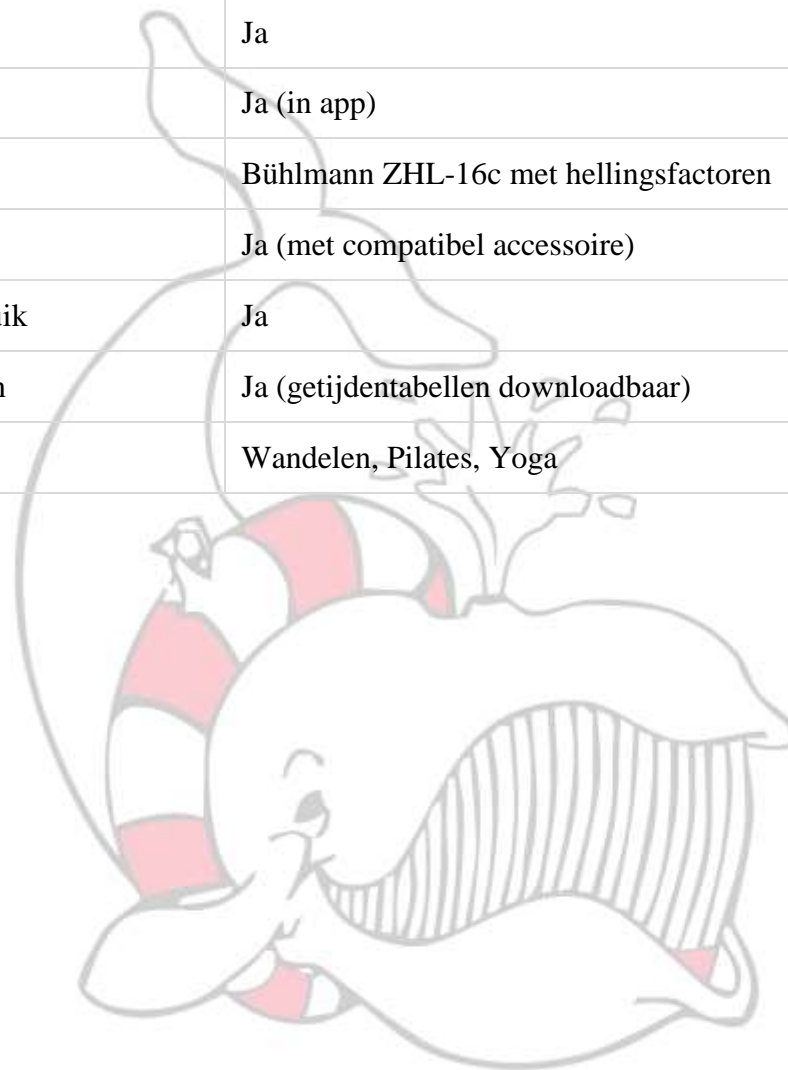 Ja
Ja (in app)
Bühlmann ZHL-16c met hellingsfactoren
Ja (met compatibel accessoire)
Ja
Ja (getijdentabellen downloadbaar)
Wandelen, Pilates, Yoga